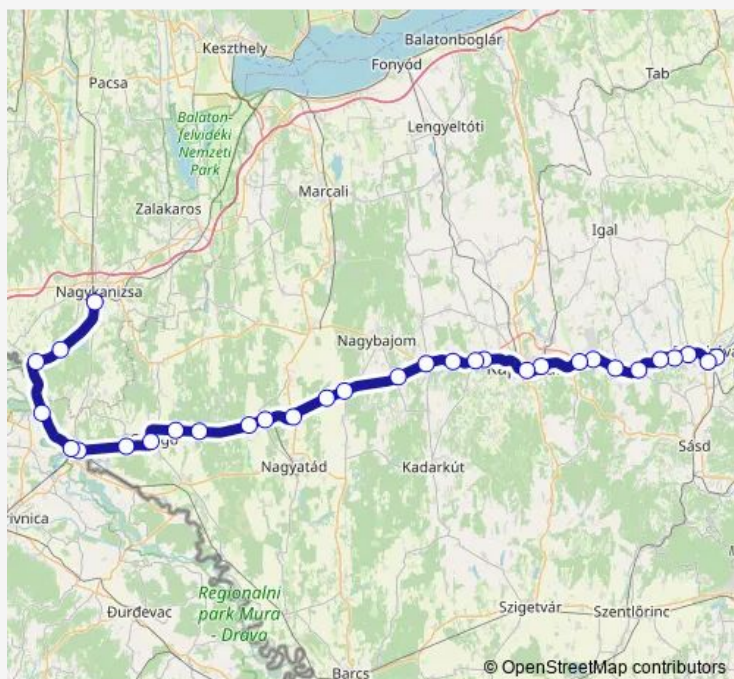 Keszthely
Balatonboglár
Fonyód
Tab
Pacsa
Balaton-
felvidéki
Nemzeti
Park
Lengyeltóti
Marcali
Zalakaros
Igal
Nagykanizsa
Nagybajom
Sásd
Nagyatád
Kadarkút
Regionalni
park Mura
- Drava
Đurđevac
Szigetvár
Szentlőrinc
Barcs
© OpenStreetMap contributors